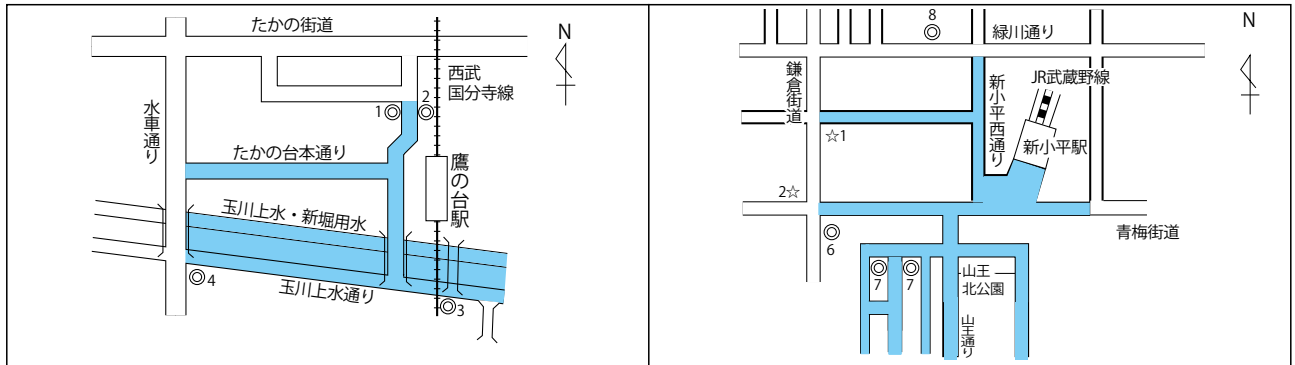 たかの街道
N
西武
国分寺線
水車通り
1◎
2
◎
たかの台本通り
鷹の台駅
玉川上水・新堀用水
◎4
玉川上水通り
◎3
8
◎
緑川通り
N
鎌倉街道
新小平西通り
JR武蔵野線
☆1
新小平駅
2☆
青梅街道
◎
6
◎
7
◎
7
山王
北公園
山王通り